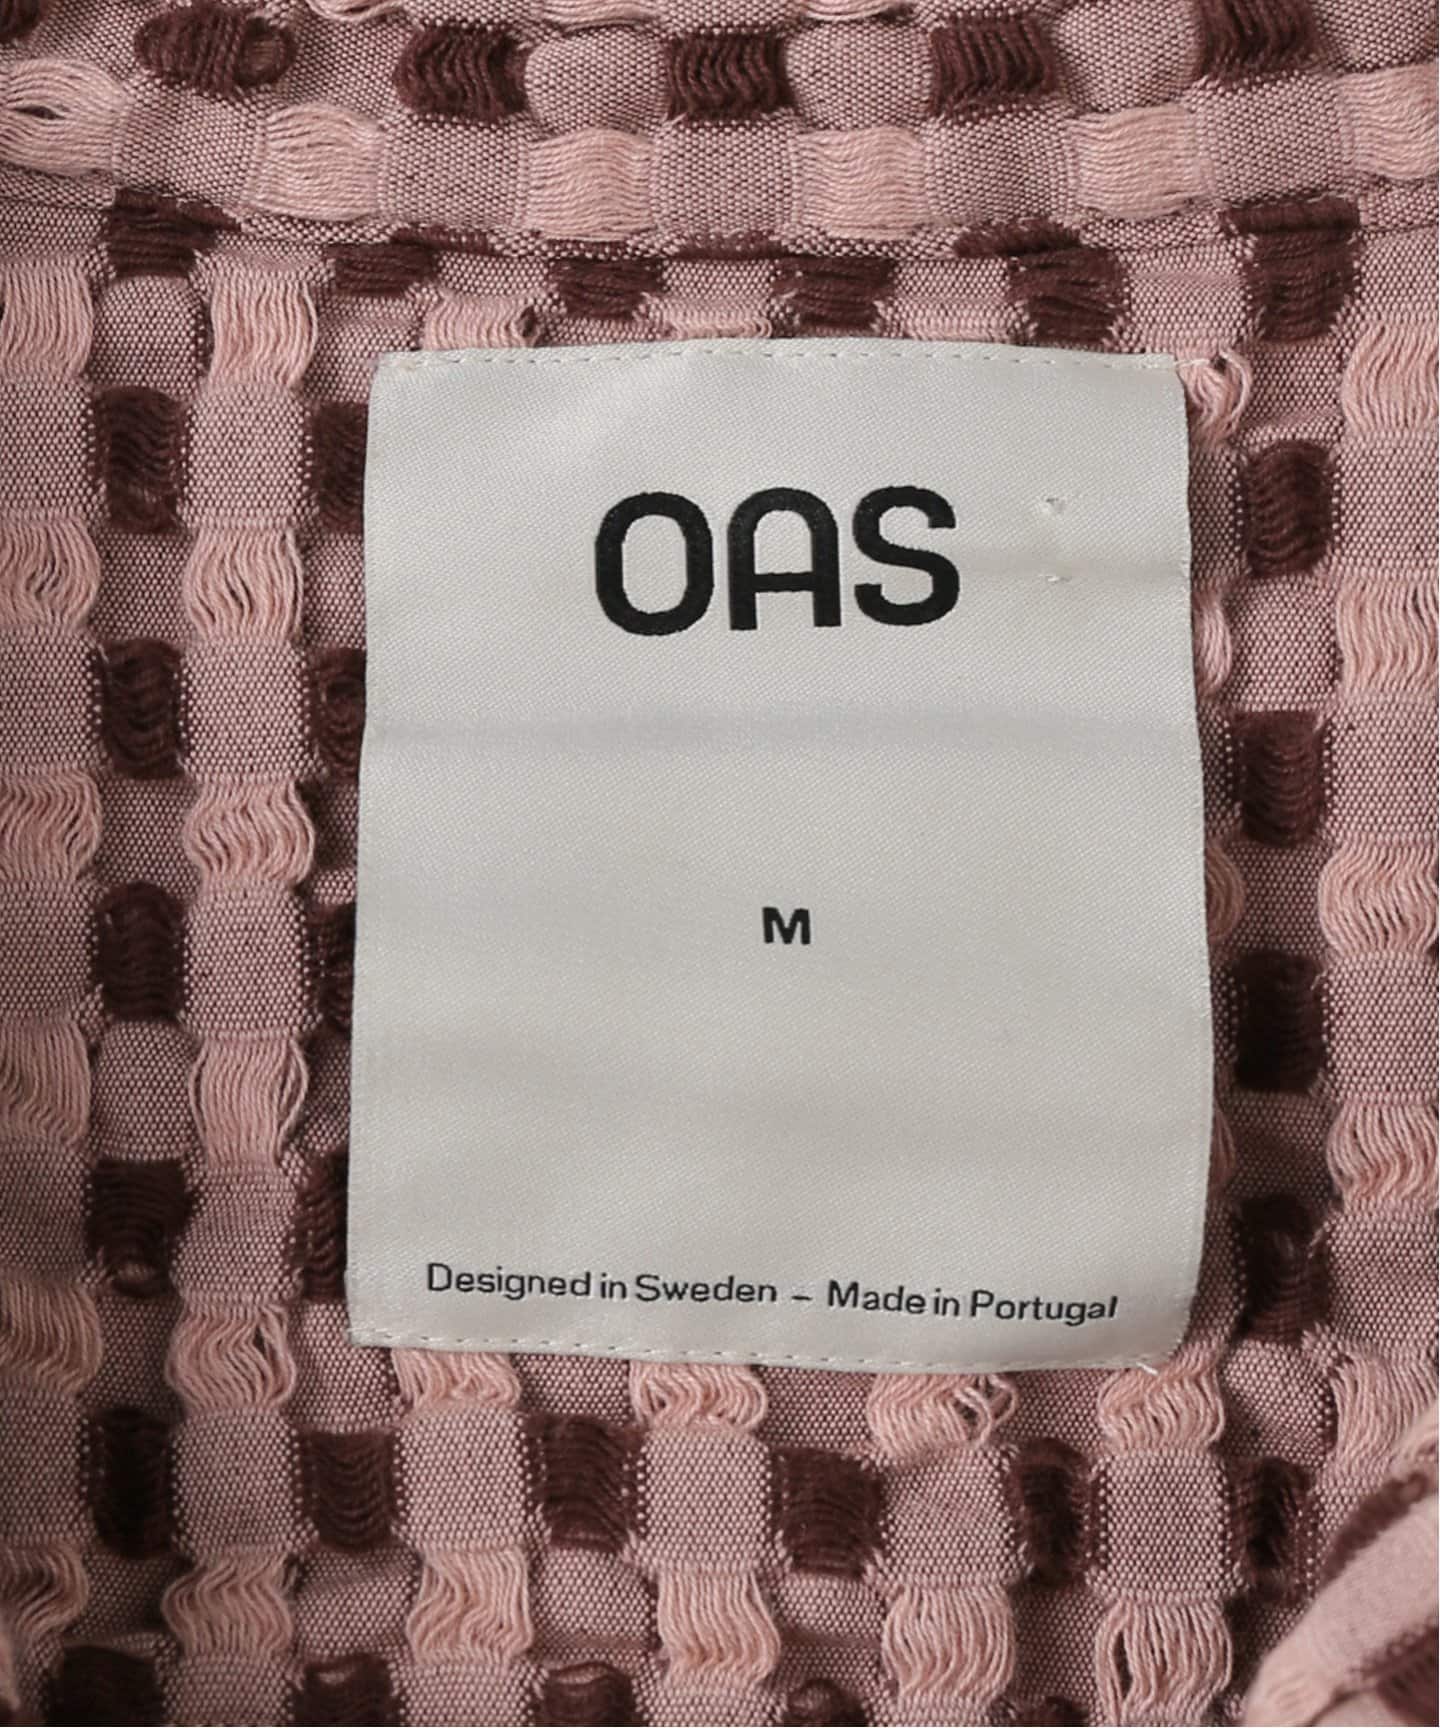 OAS
M
Designed in Sweden – Made in Portugal